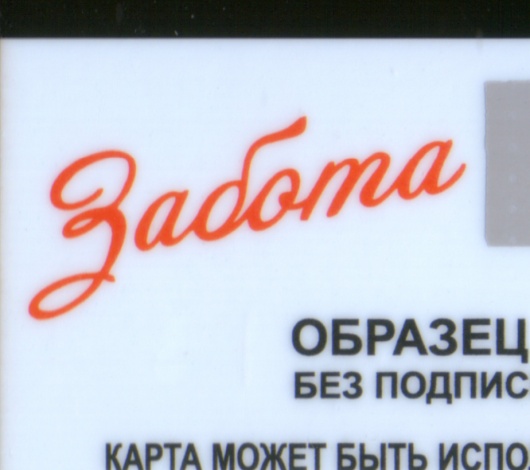 Забота
ОБРАЗЕЦ
БЕЗ ПОДПИС
КАРТА МОЖЕТ БЫТЬ ИСПО